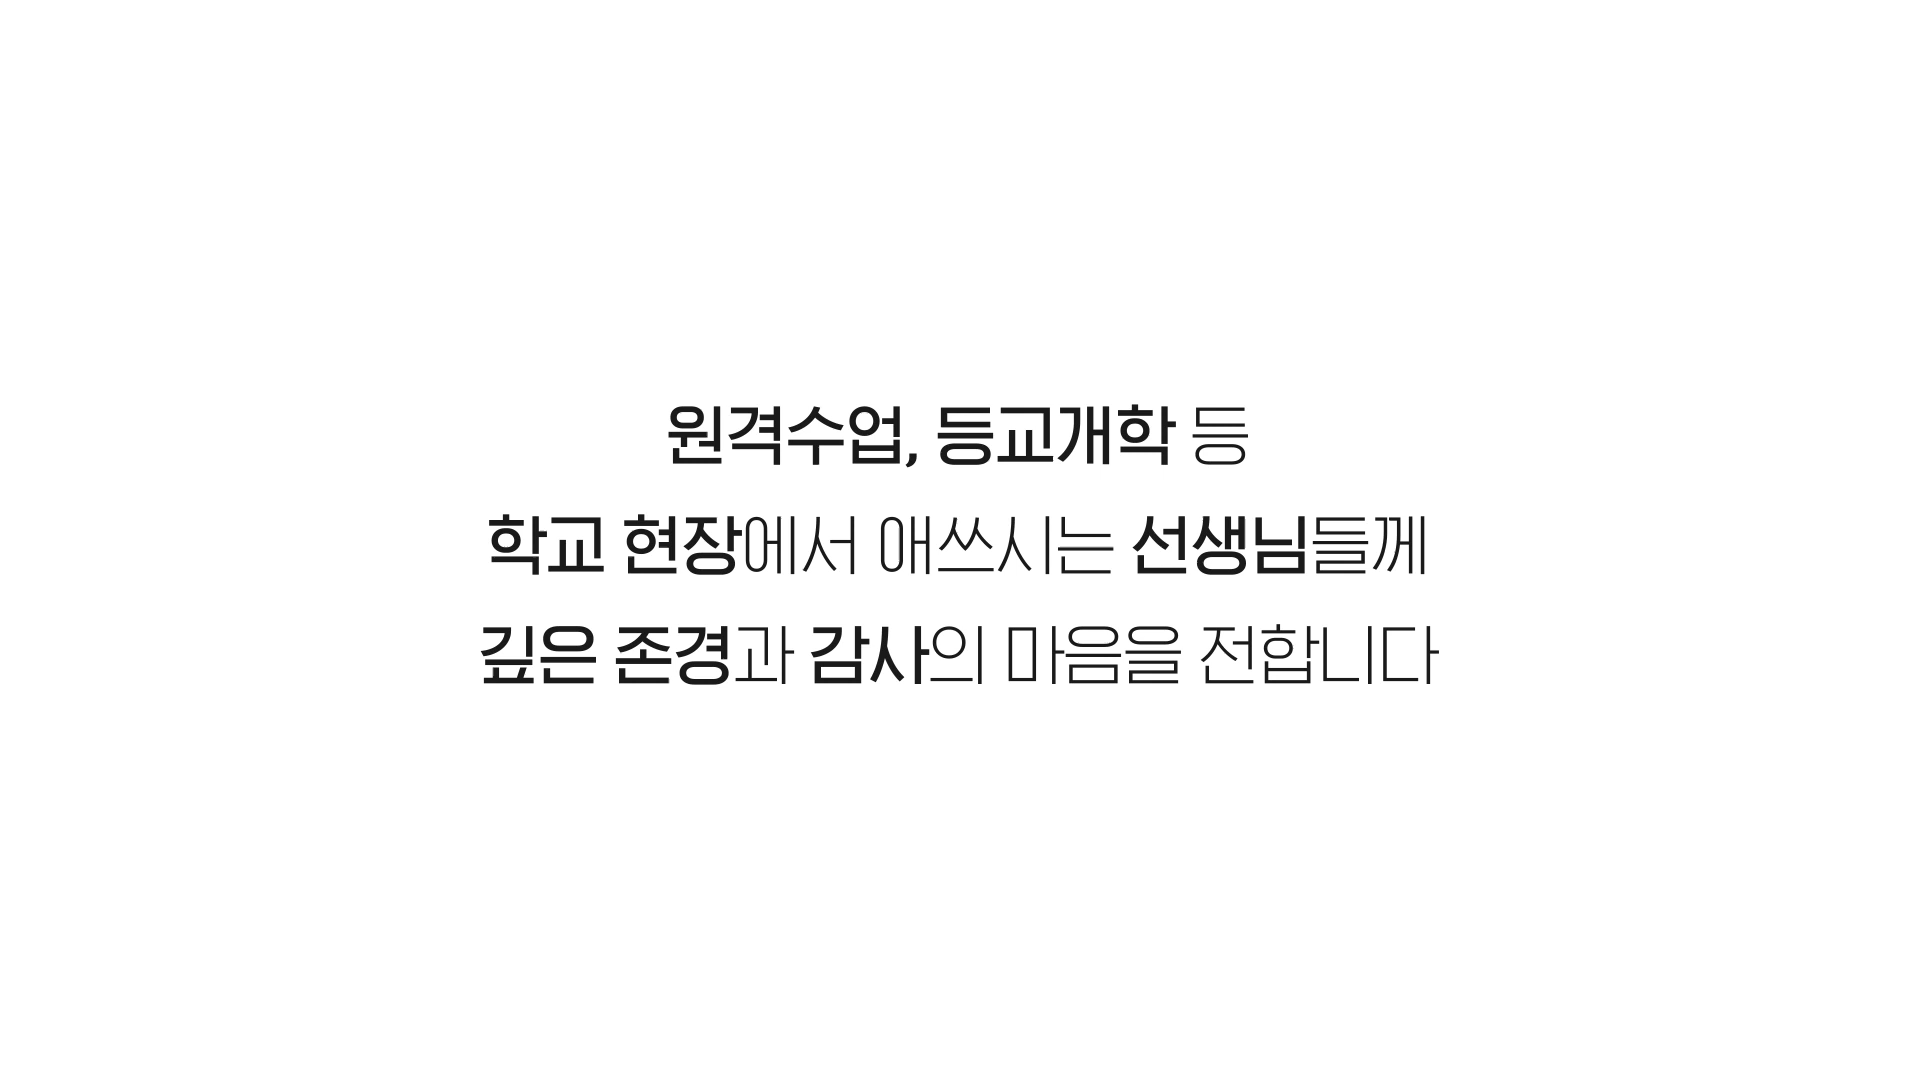 원격수업, 등교개학 등
학교 현장에서 애쓰시는 선생님들께
깊은 존경과 감사의 마음을 전합니다